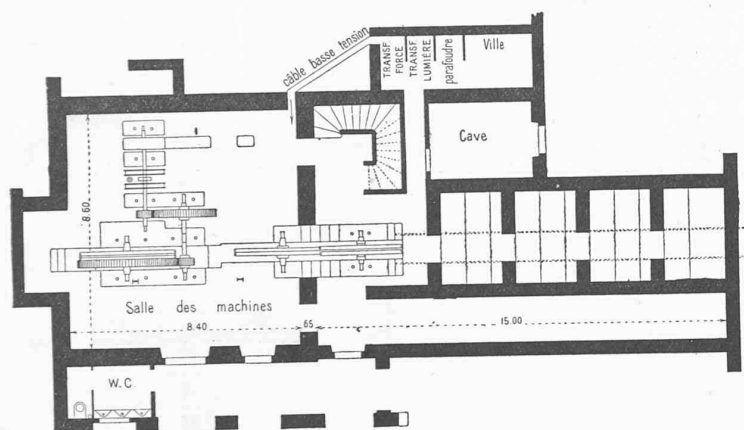 câble basse tension
TRANSF.
FORCE
TRANSF.
LUMIÈRE
parafoudre
Ville
Cave
8.60
Salle des machines
8.40
65
15.00
W.C.